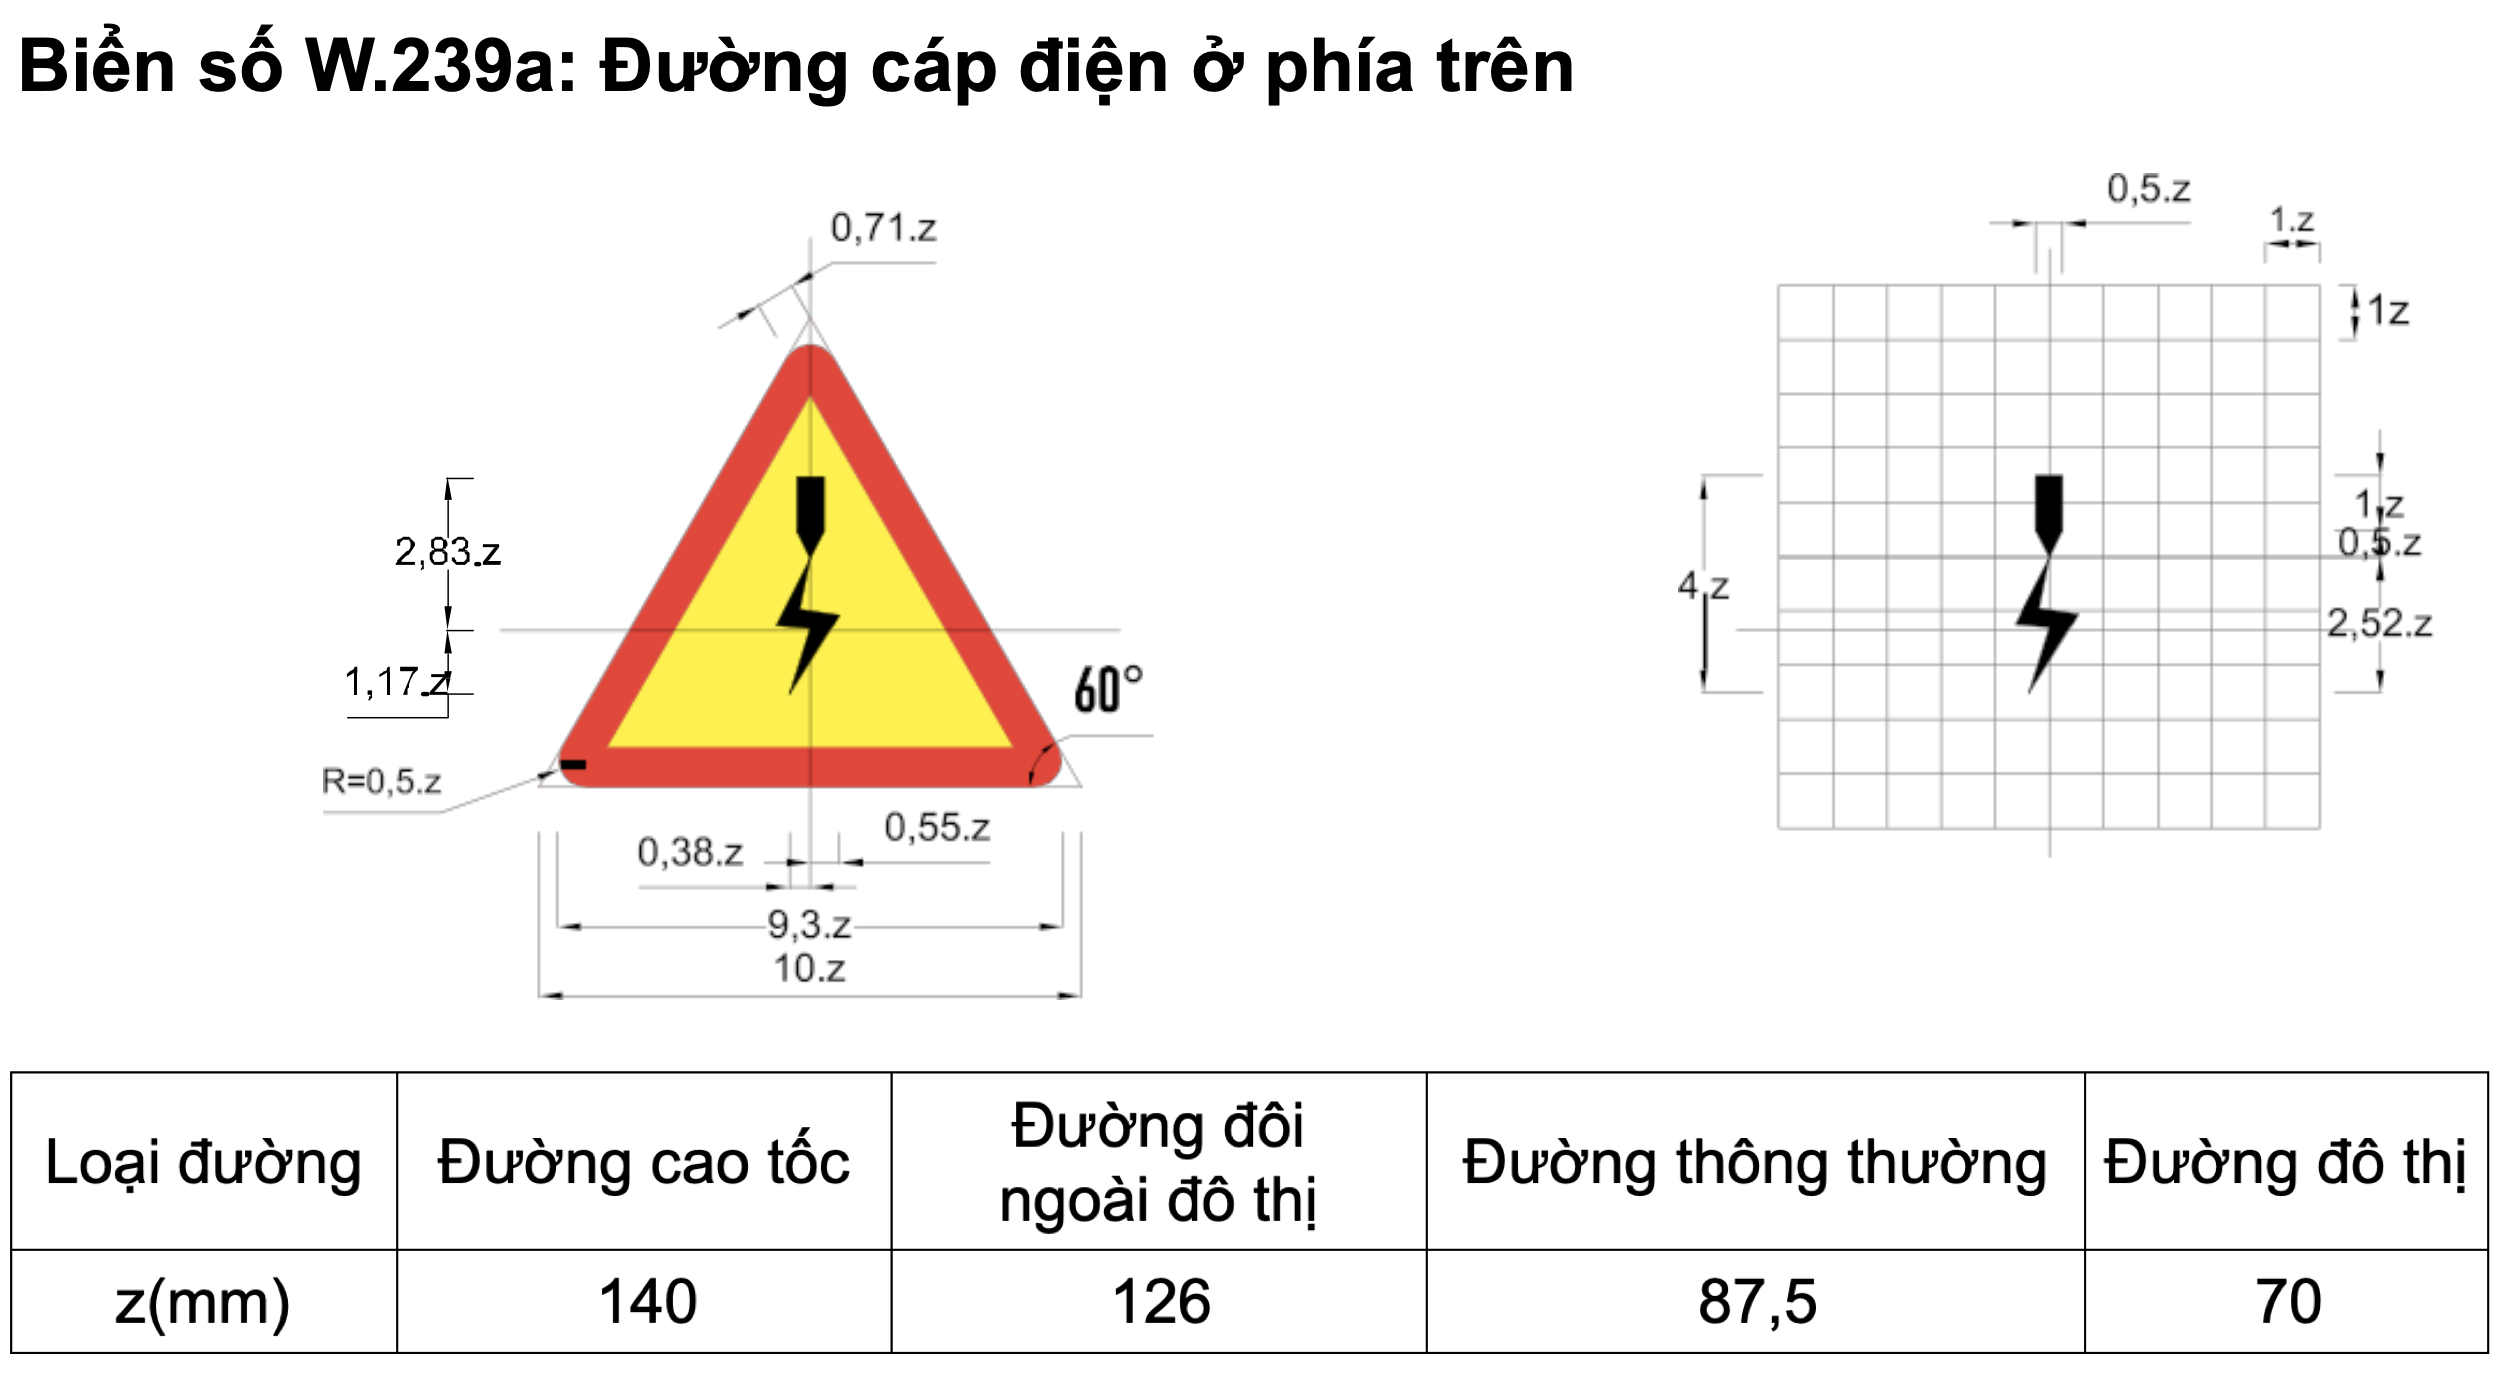 Biển số W.239a: Đường cáp điện ở phía trên
0,71.z
0,5.z
1.z
1z
2,83.z
1.z
0,5.z
4.z
2,52.z
1,17.z
60°
R=0,5.z
0,55.z
0,38.z
9,3.z
10.z
Loại đường
Đường cao tốc
Đường đôi
ngoài đô thị
Đường thông thường
Đường đô thị
z(mm)
140
126
87,5
70